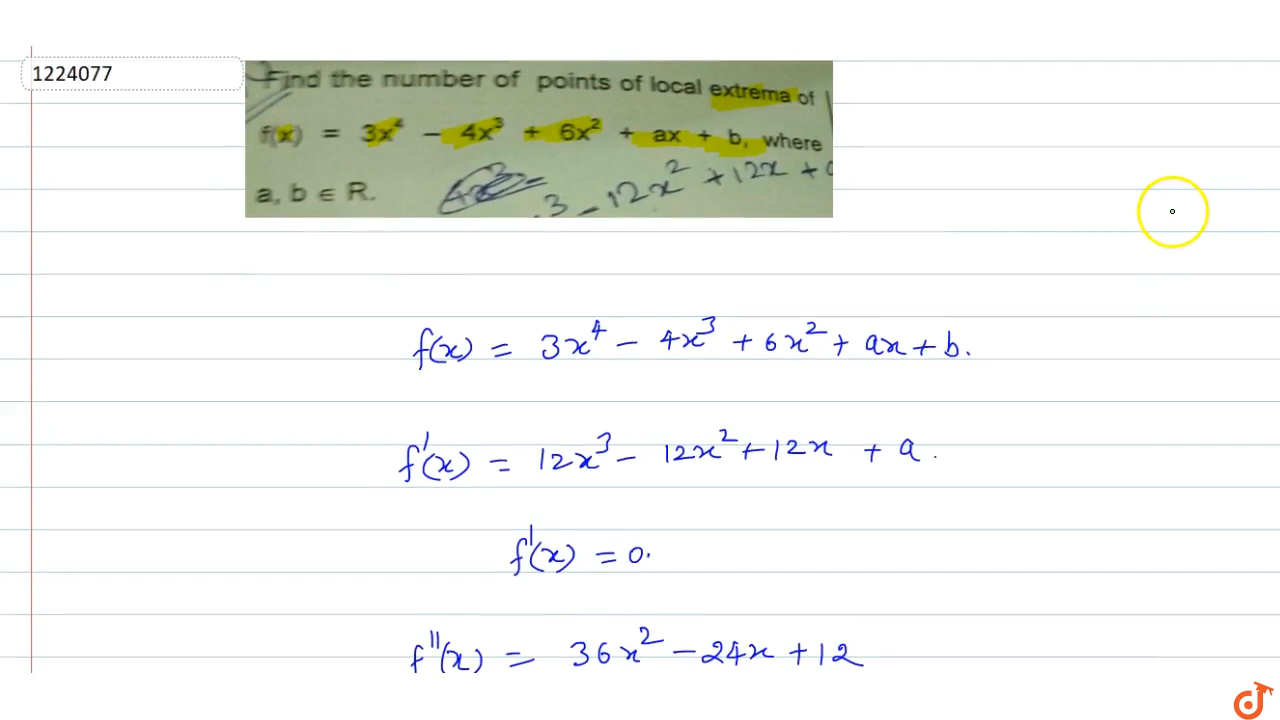 1224077
Find the number of points of local extrema of
f(x) = 3x⁴ - 4x³ + 6x² + ax + b, where
a, b ∈ R.
3 - 12x² + 12x +
f(x) = 3x⁴ - 4x³ + 6x² + ax + b.
f'(x) = 12x³ - 12x² + 12x + a.
f'(x) = 0.
f''(x) = 36x² - 24x + 12